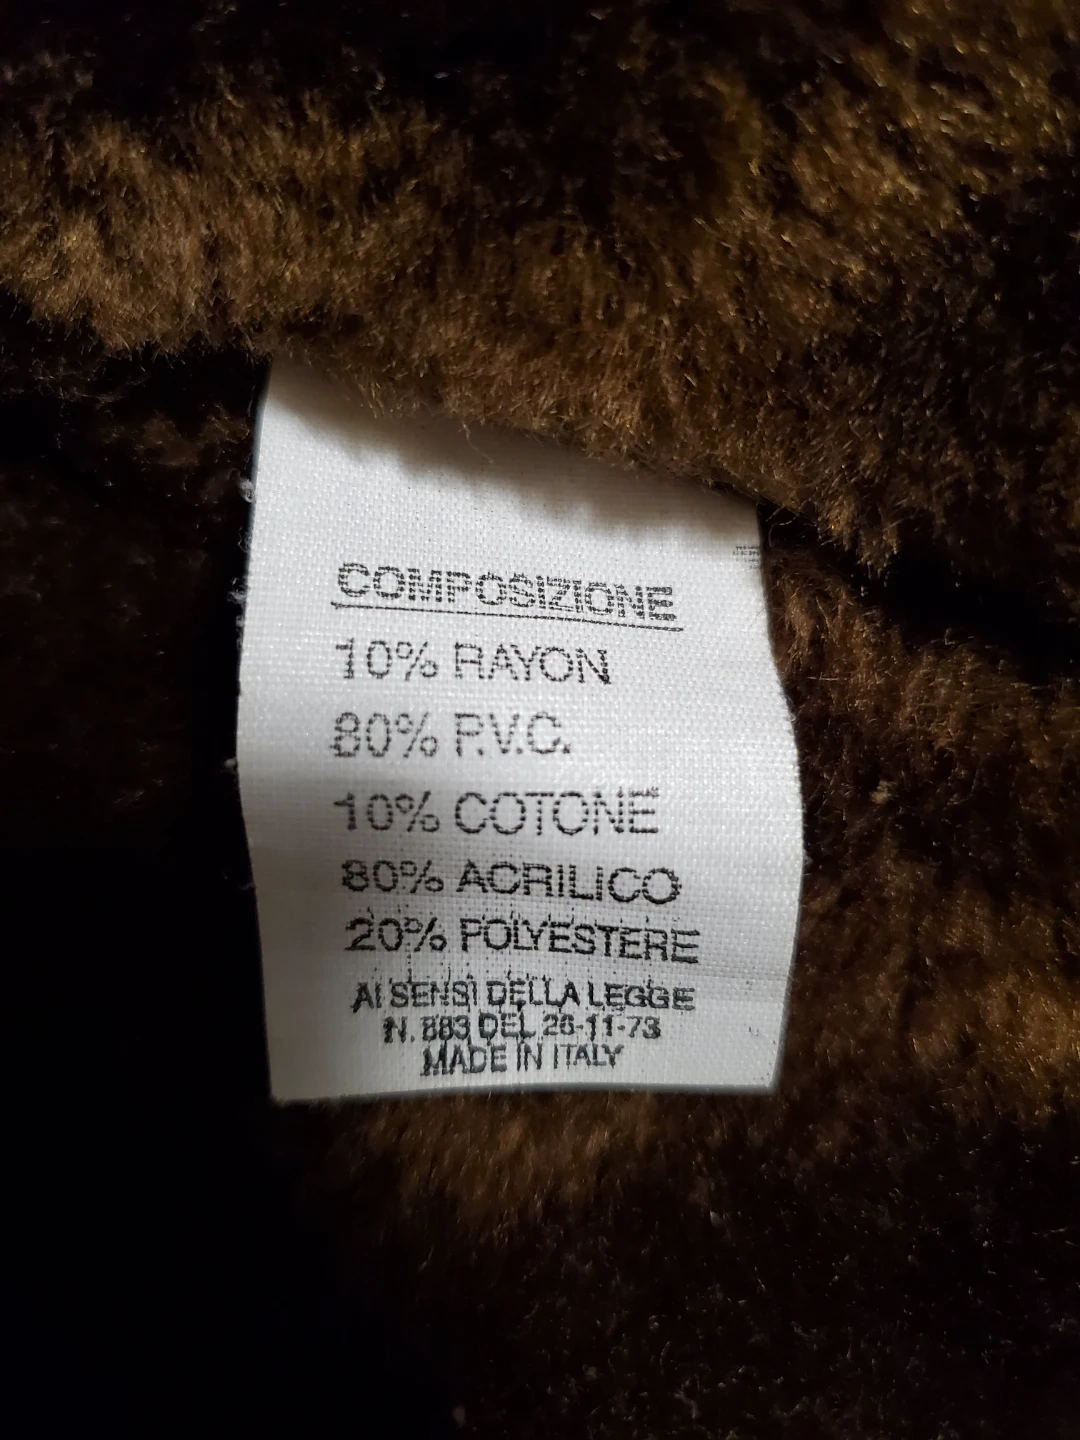 COMPOSIZIONE
10% RAYON
80% P.V.C.
10% COTONE
80% ACRILICO
20% POLYESTERE
AI SENSI DELLA LEGGE
N. 883 DEL 26-11-73
MADE IN ITALY